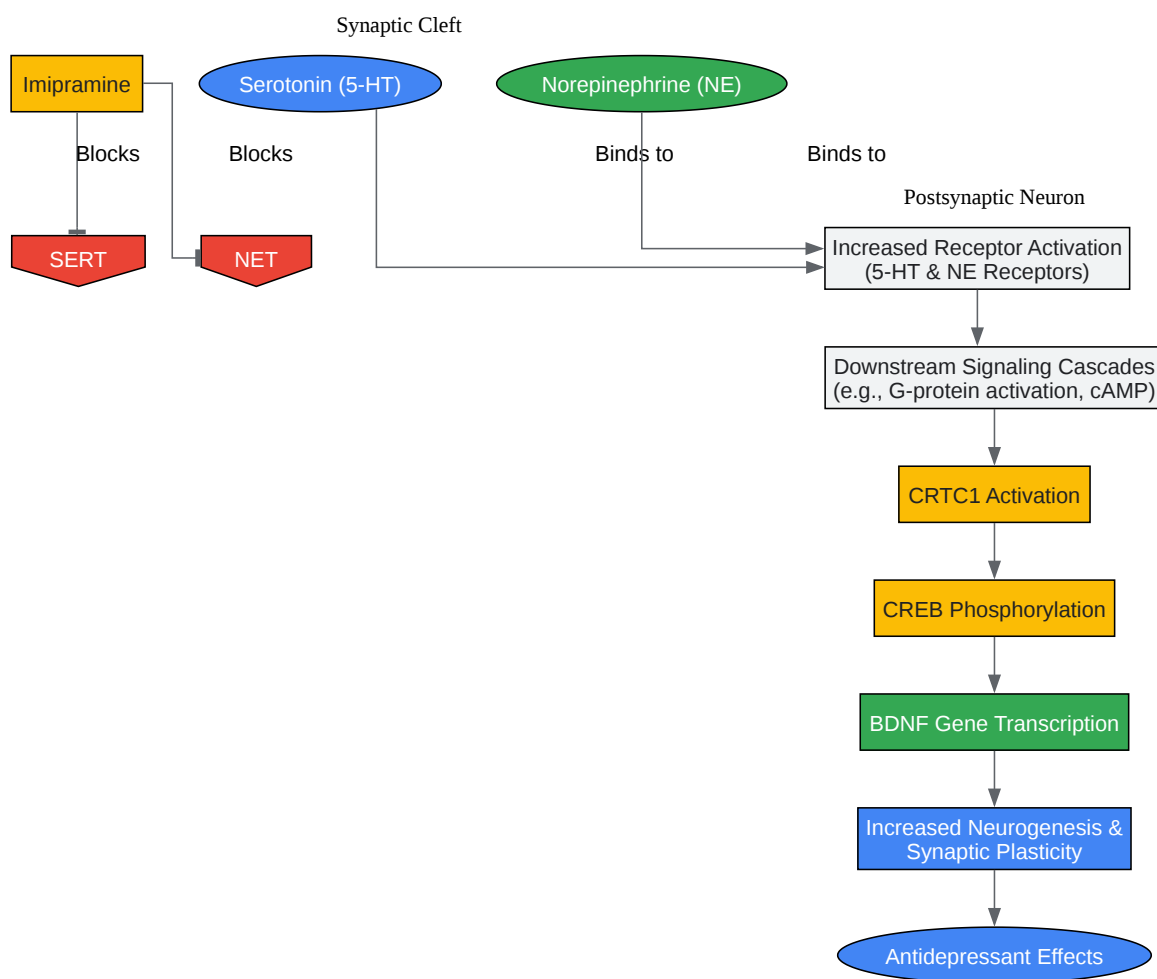 Synaptic Cleft
Imipramine
Serotonin (5-HT)
Norepinephrine (NE)
Blocks
Blocks
Binds to
Binds to
Postsynaptic Neuron
SERT
NET
Increased Receptor Activation
(5-HT & NE Receptors)
Downstream Signaling Cascades
(e.g., G-protein activation, cAMP)
CRTC1 Activation
CREB Phosphorylation
BDNF Gene Transcription
Increased Neurogenesis &
Synaptic Plasticity
Antidepressant Effects